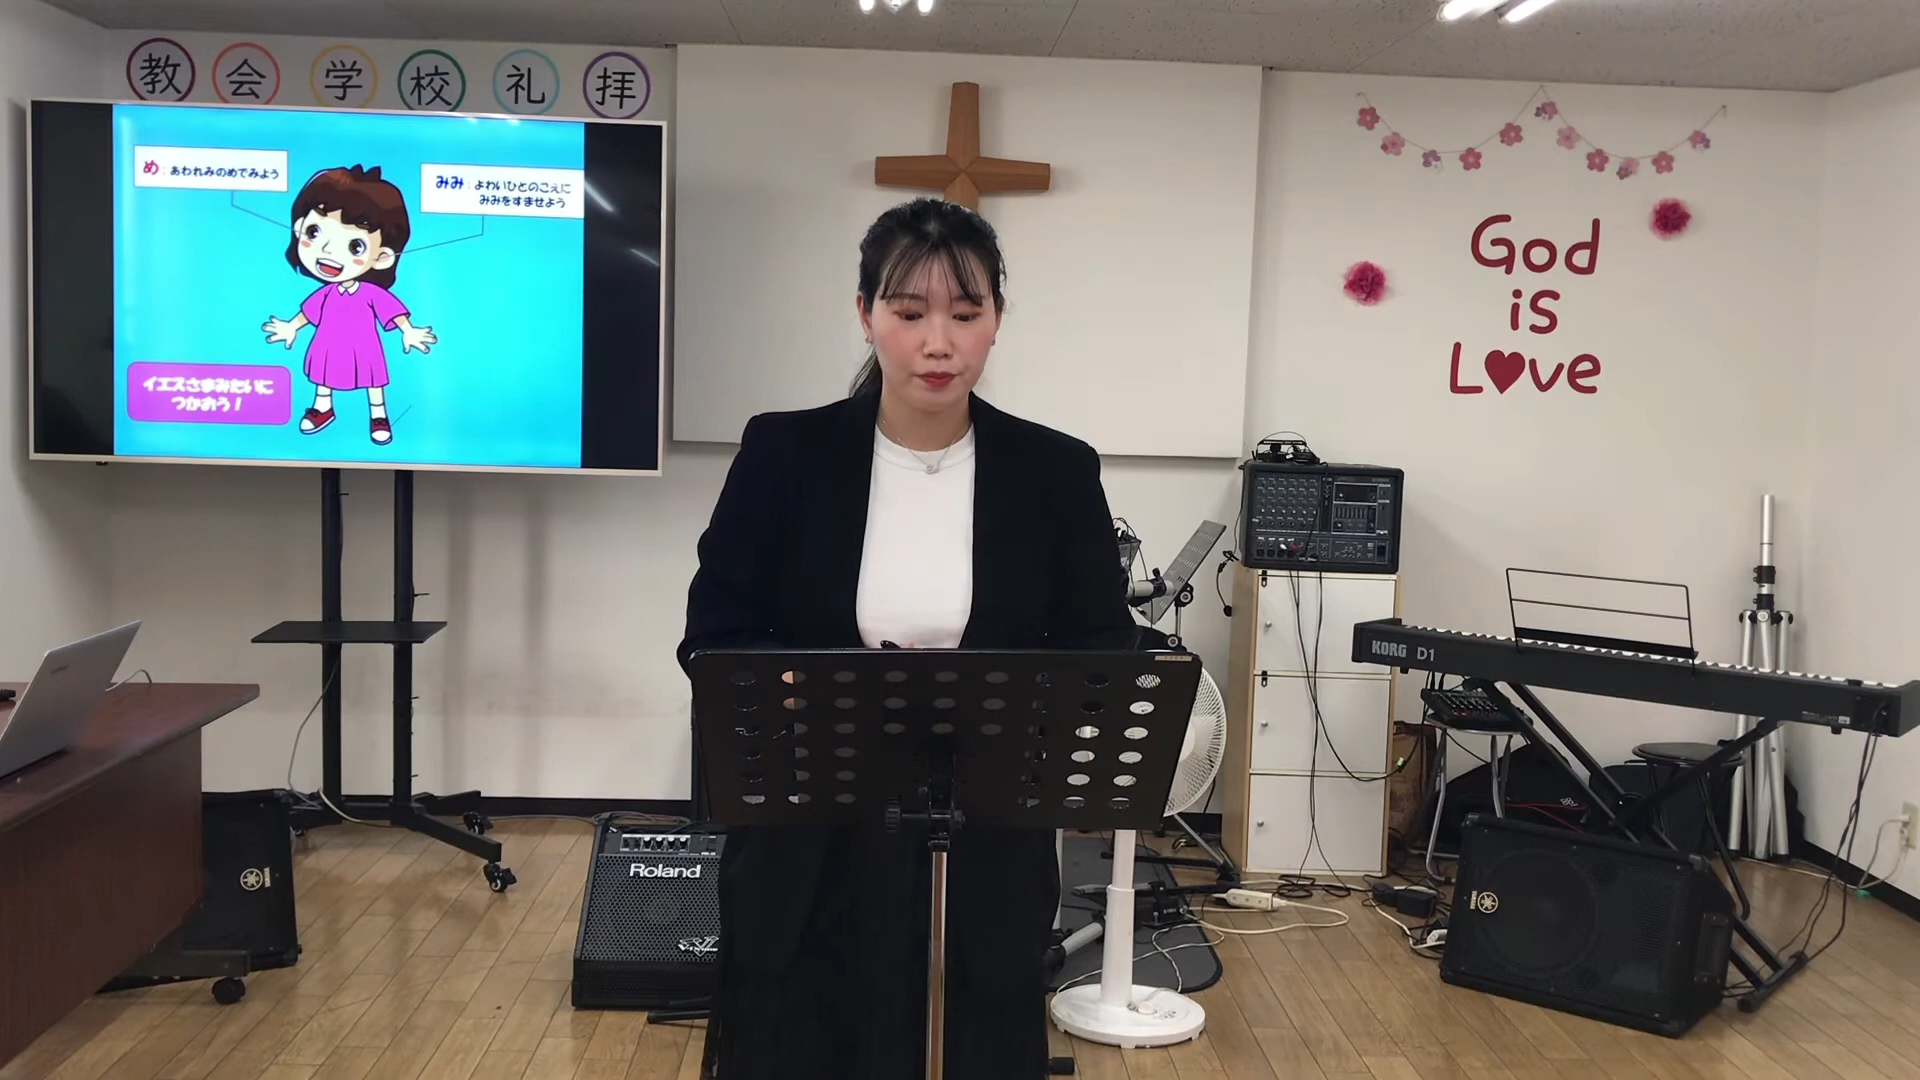 教会学校礼拝
め：あわれみのめでみよう
みみ：よわいひとのこえに
みみをすませよう
イエスさまみたいに
つかおう！
God
is
Love
KORG D1
Roland
YAMAHA
YAMAHA